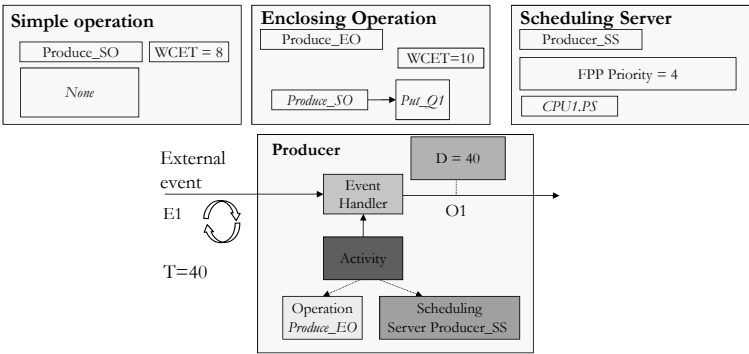 Simple operation
Produce_SO
WCET = 8
None
Enclosing Operation
Produce_EO
WCET=10
Produce_SO
Put_Q1
Scheduling Server
Producer_SS
FPP Priority = 4
CPU1.PS
Producer
D = 40
External
event
Event
Handler
E1
O1
T=40
Activity
Operation
Produce_EO
Scheduling
Server Producer_SS